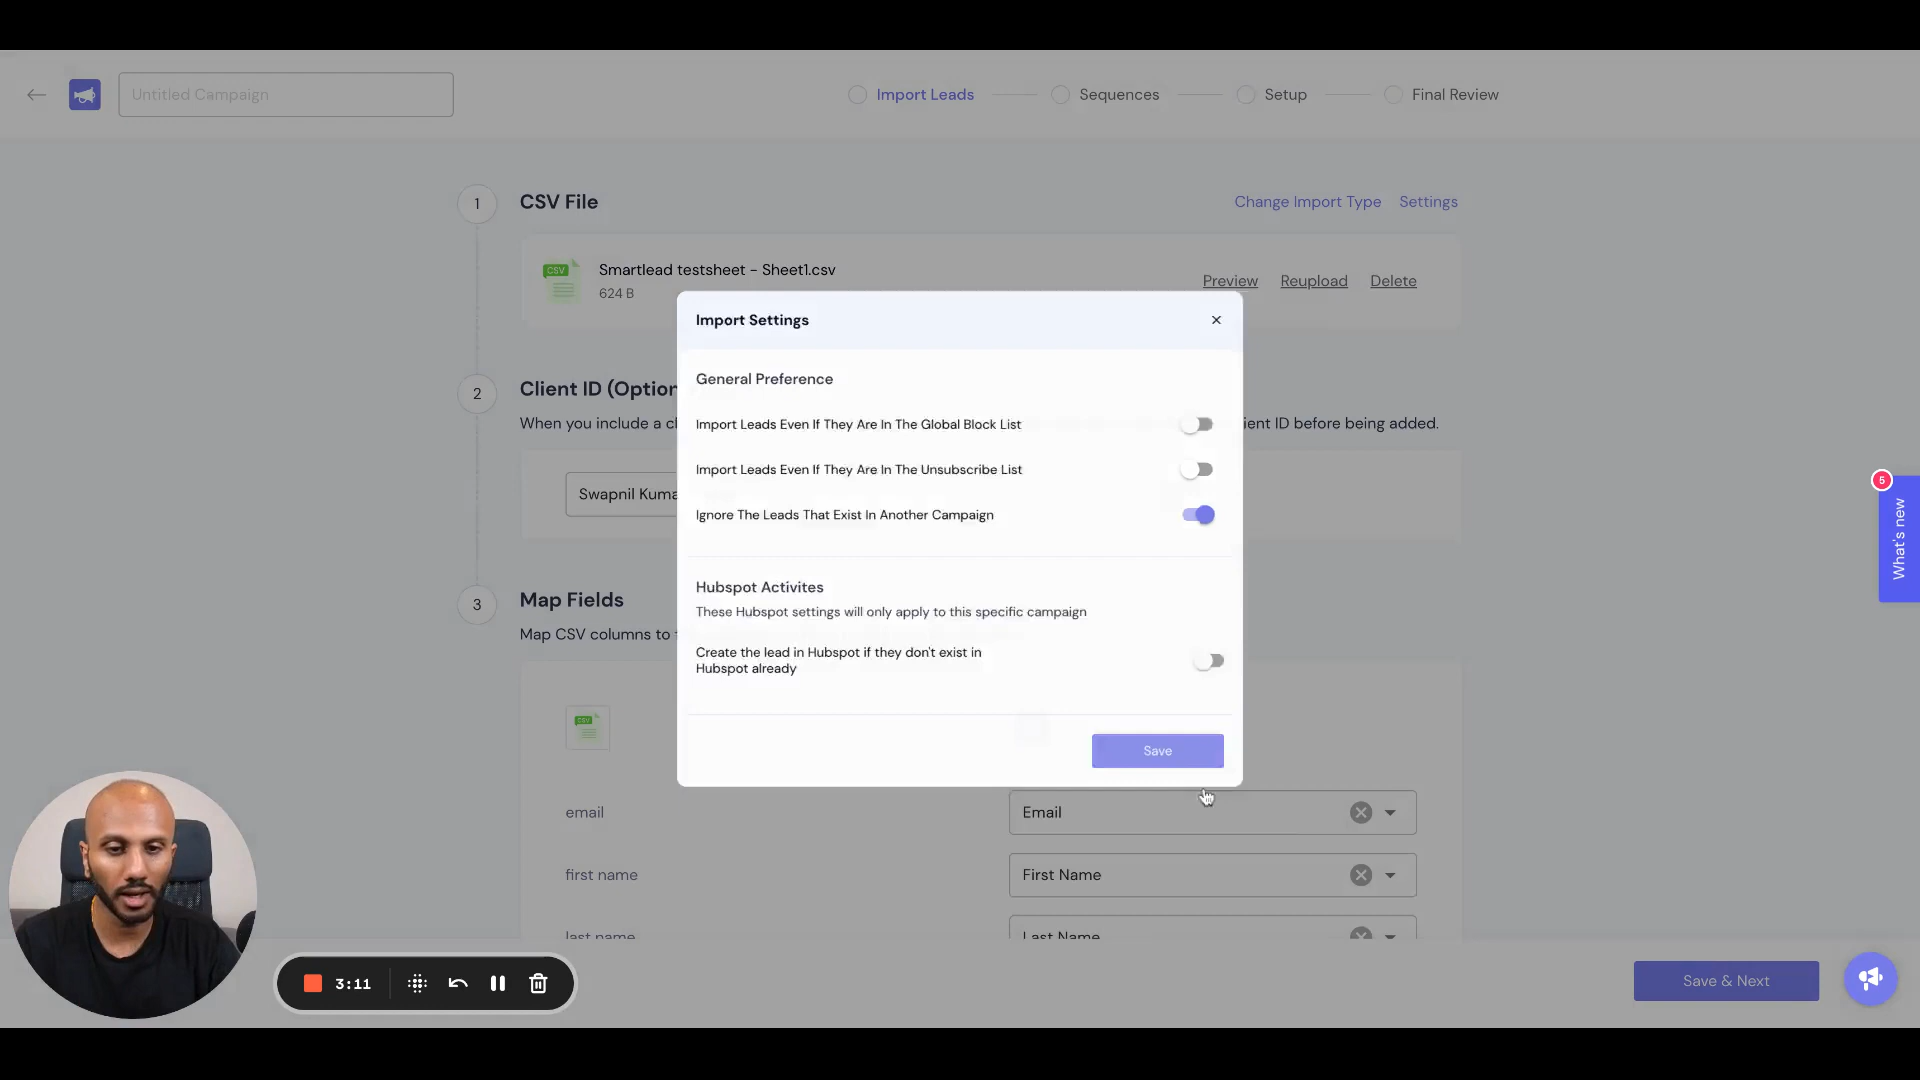 Untitled Campaign
Import Leads
Sequences
Setup
Final Review
1
CSV File
Change Import Type
Settings
CSV
Smartlead testsheet - Sheet1.csv
624 B
Preview
Reupload
Delete
Import Settings
General Preference
Import Leads Even If They Are In The Global Block List
Import Leads Even If They Are In The Unsubscribe List
Ignore The Leads That Exist In Another Campaign
Hubspot Activites
These Hubspot settings will only apply to this specific campaign
Create the lead in Hubspot if they don't exist in
Hubspot already
Save
2
Client ID (Option
When you include a cl
ient ID before being added.
Swapnil Kuma
5
What's new
3
Map Fields
Map CSV columns to
CSV
email
Email
first name
First Name
last name
Last Name
3:11
Save & Next